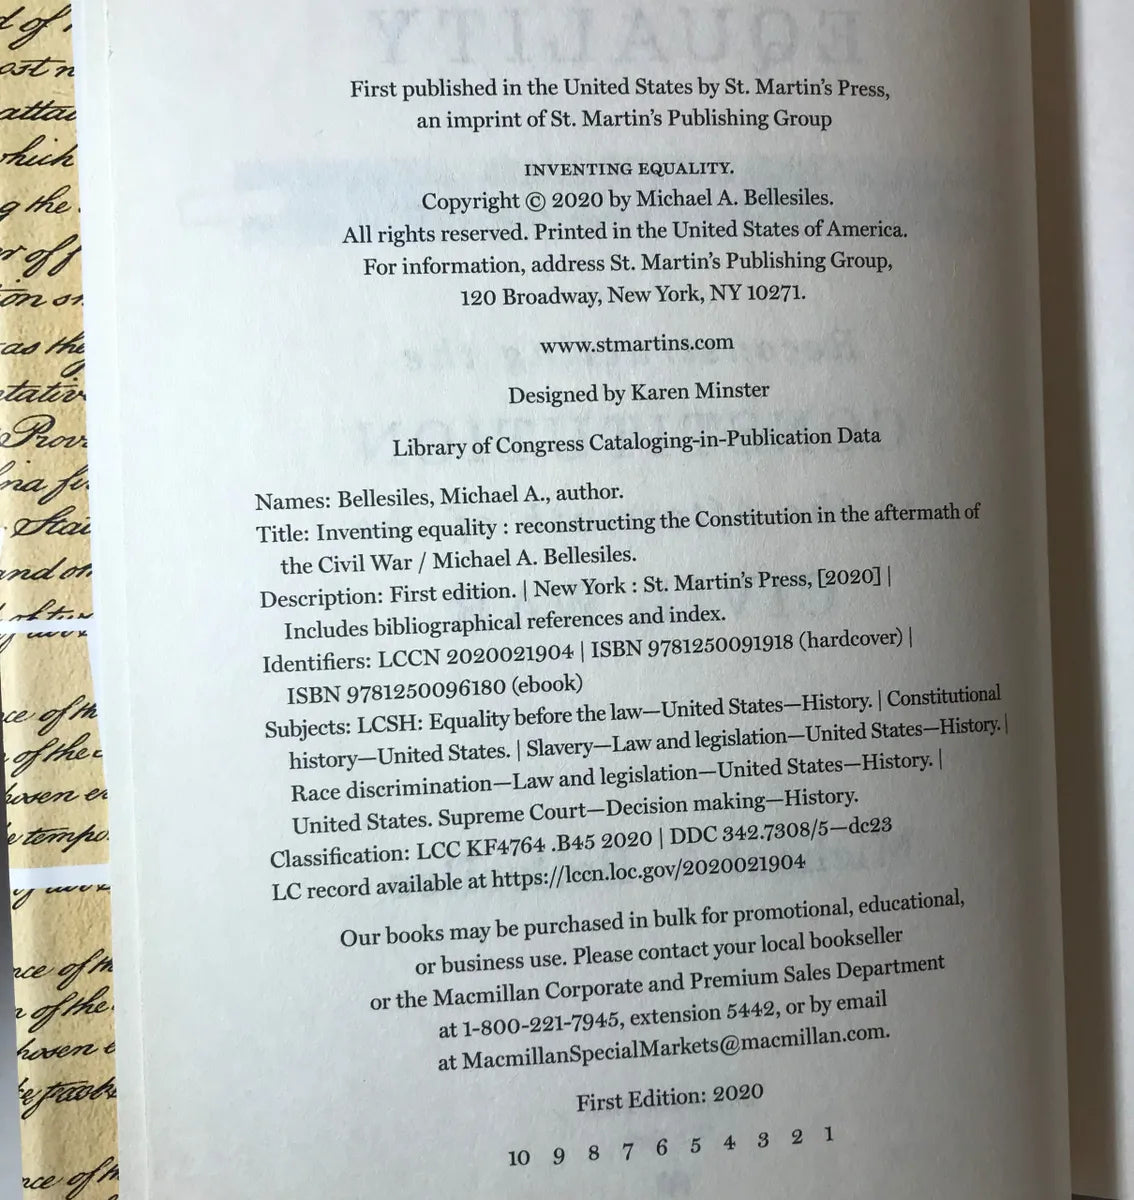 First published in the United States by St. Martin's Press,
an imprint of St. Martin's Publishing Group
INVENTING EQUALITY.
Copyright © 2020 by Michael A. Bellesiles.
All rights reserved. Printed in the United States of America.
For information, address St. Martin's Publishing Group,
120 Broadway, New York, NY 10271.
www.stmartins.com
Designed by Karen Minster
Library of Congress Cataloging-in-Publication Data
Names: Bellesiles, Michael A., author.
Title: Inventing equality : reconstructing the Constitution in the aftermath of
the Civil War / Michael A. Bellesiles.
Description: First edition. | New York : St. Martin's Press, [2020] |
Includes bibliographical references and index.
Identifiers: LCCN 2020021904 | ISBN 9781250091918 (hardcover) |
ISBN 9781250096180 (ebook)
Subjects: LCSH: Equality before the law—United States—History. | Constitutional
history—United States. | Slavery—Law and legislation—United States—History. |
Race discrimination—Law and legislation—United States—History. |
United States. Supreme Court—Decision making—History.
Classification: LCC KF4764 .B45 2020 | DDC 342.7308/5—dc23
LC record available at https://lccn.loc.gov/2020021904
Our books may be purchased in bulk for promotional, educational,
or business use. Please contact your local bookseller
or the Macmillan Corporate and Premium Sales Department
at 1-800-221-7945, extension 5442, or by email
at MacmillanSpecialMarkets@macmillan.com.
First Edition: 2020
10 9 8 7 6 5 4 3 2 1